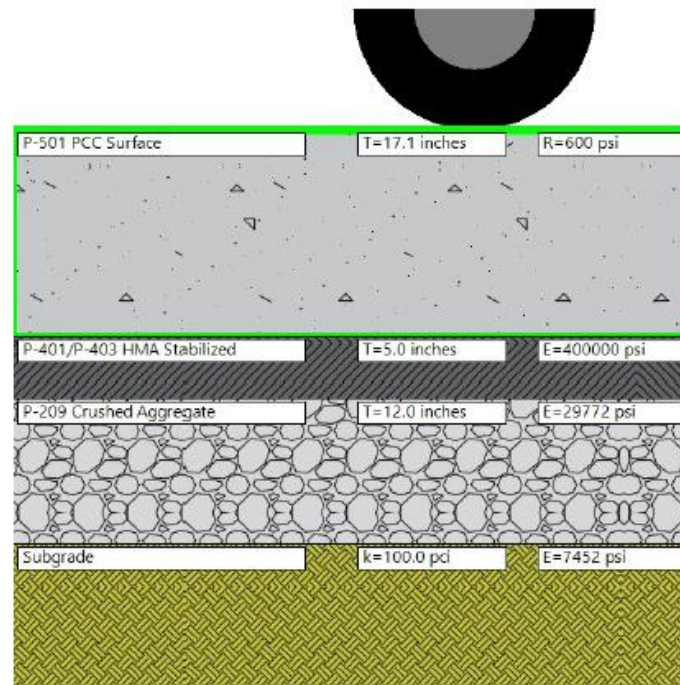 P-501 PCC Surface T=17.1 inches R=600 psi
P-401/P-403 HMA Stabilized T=5.0 inches E=400000 psi
P-209 Crushed Aggregate T=12.0 inches E=29772 psi
Subgrade k=100.0 pci E=7452 psi